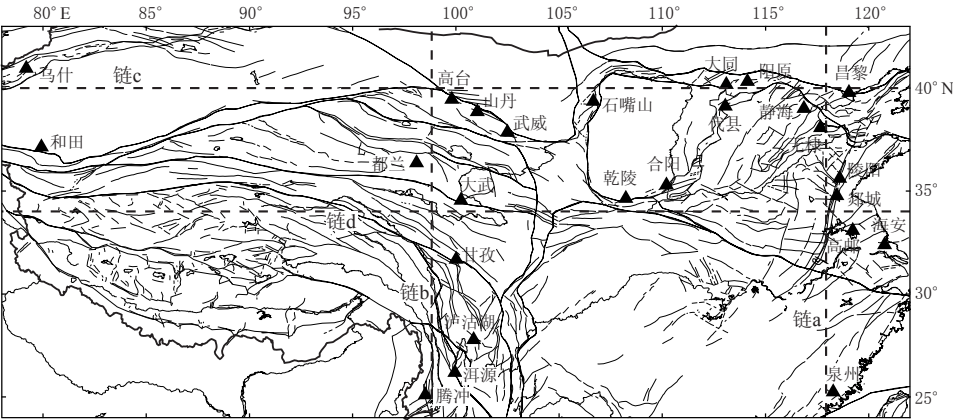 80° E 85° 90° 95° 100° 105° 110° 115° 120°
乌什
链c
高台
山丹
武威
石嘴山
大同
阳原
昌黎
40° N
代县
静海
和田
都兰
大武
乾陵
合阳
无棣
陵阳
35°
郯城
链d
甘孜
高邮
海安
链b
30°
泸沽湖
链a
洱源
腾冲
泉州
25°